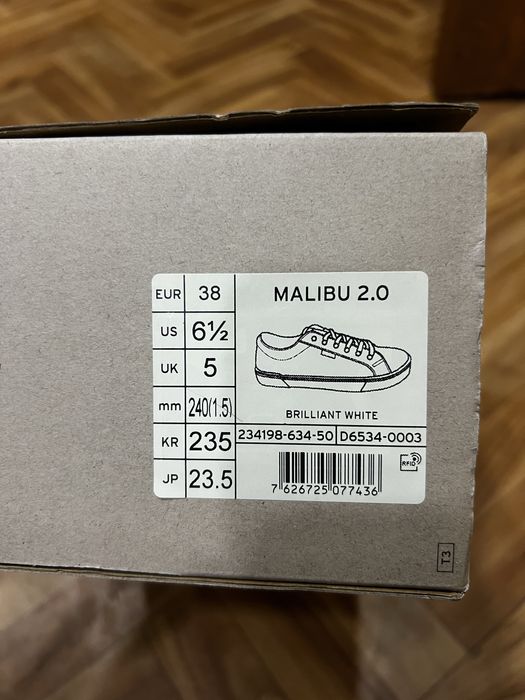 EUR 38
US 6½
UK 5
mm 240(1.5)
KR 235
JP 23.5
MALIBU 2.0
BRILLIANT WHITE
234198-634-50 D6534-0003
RFID
7 626725 077436
T3